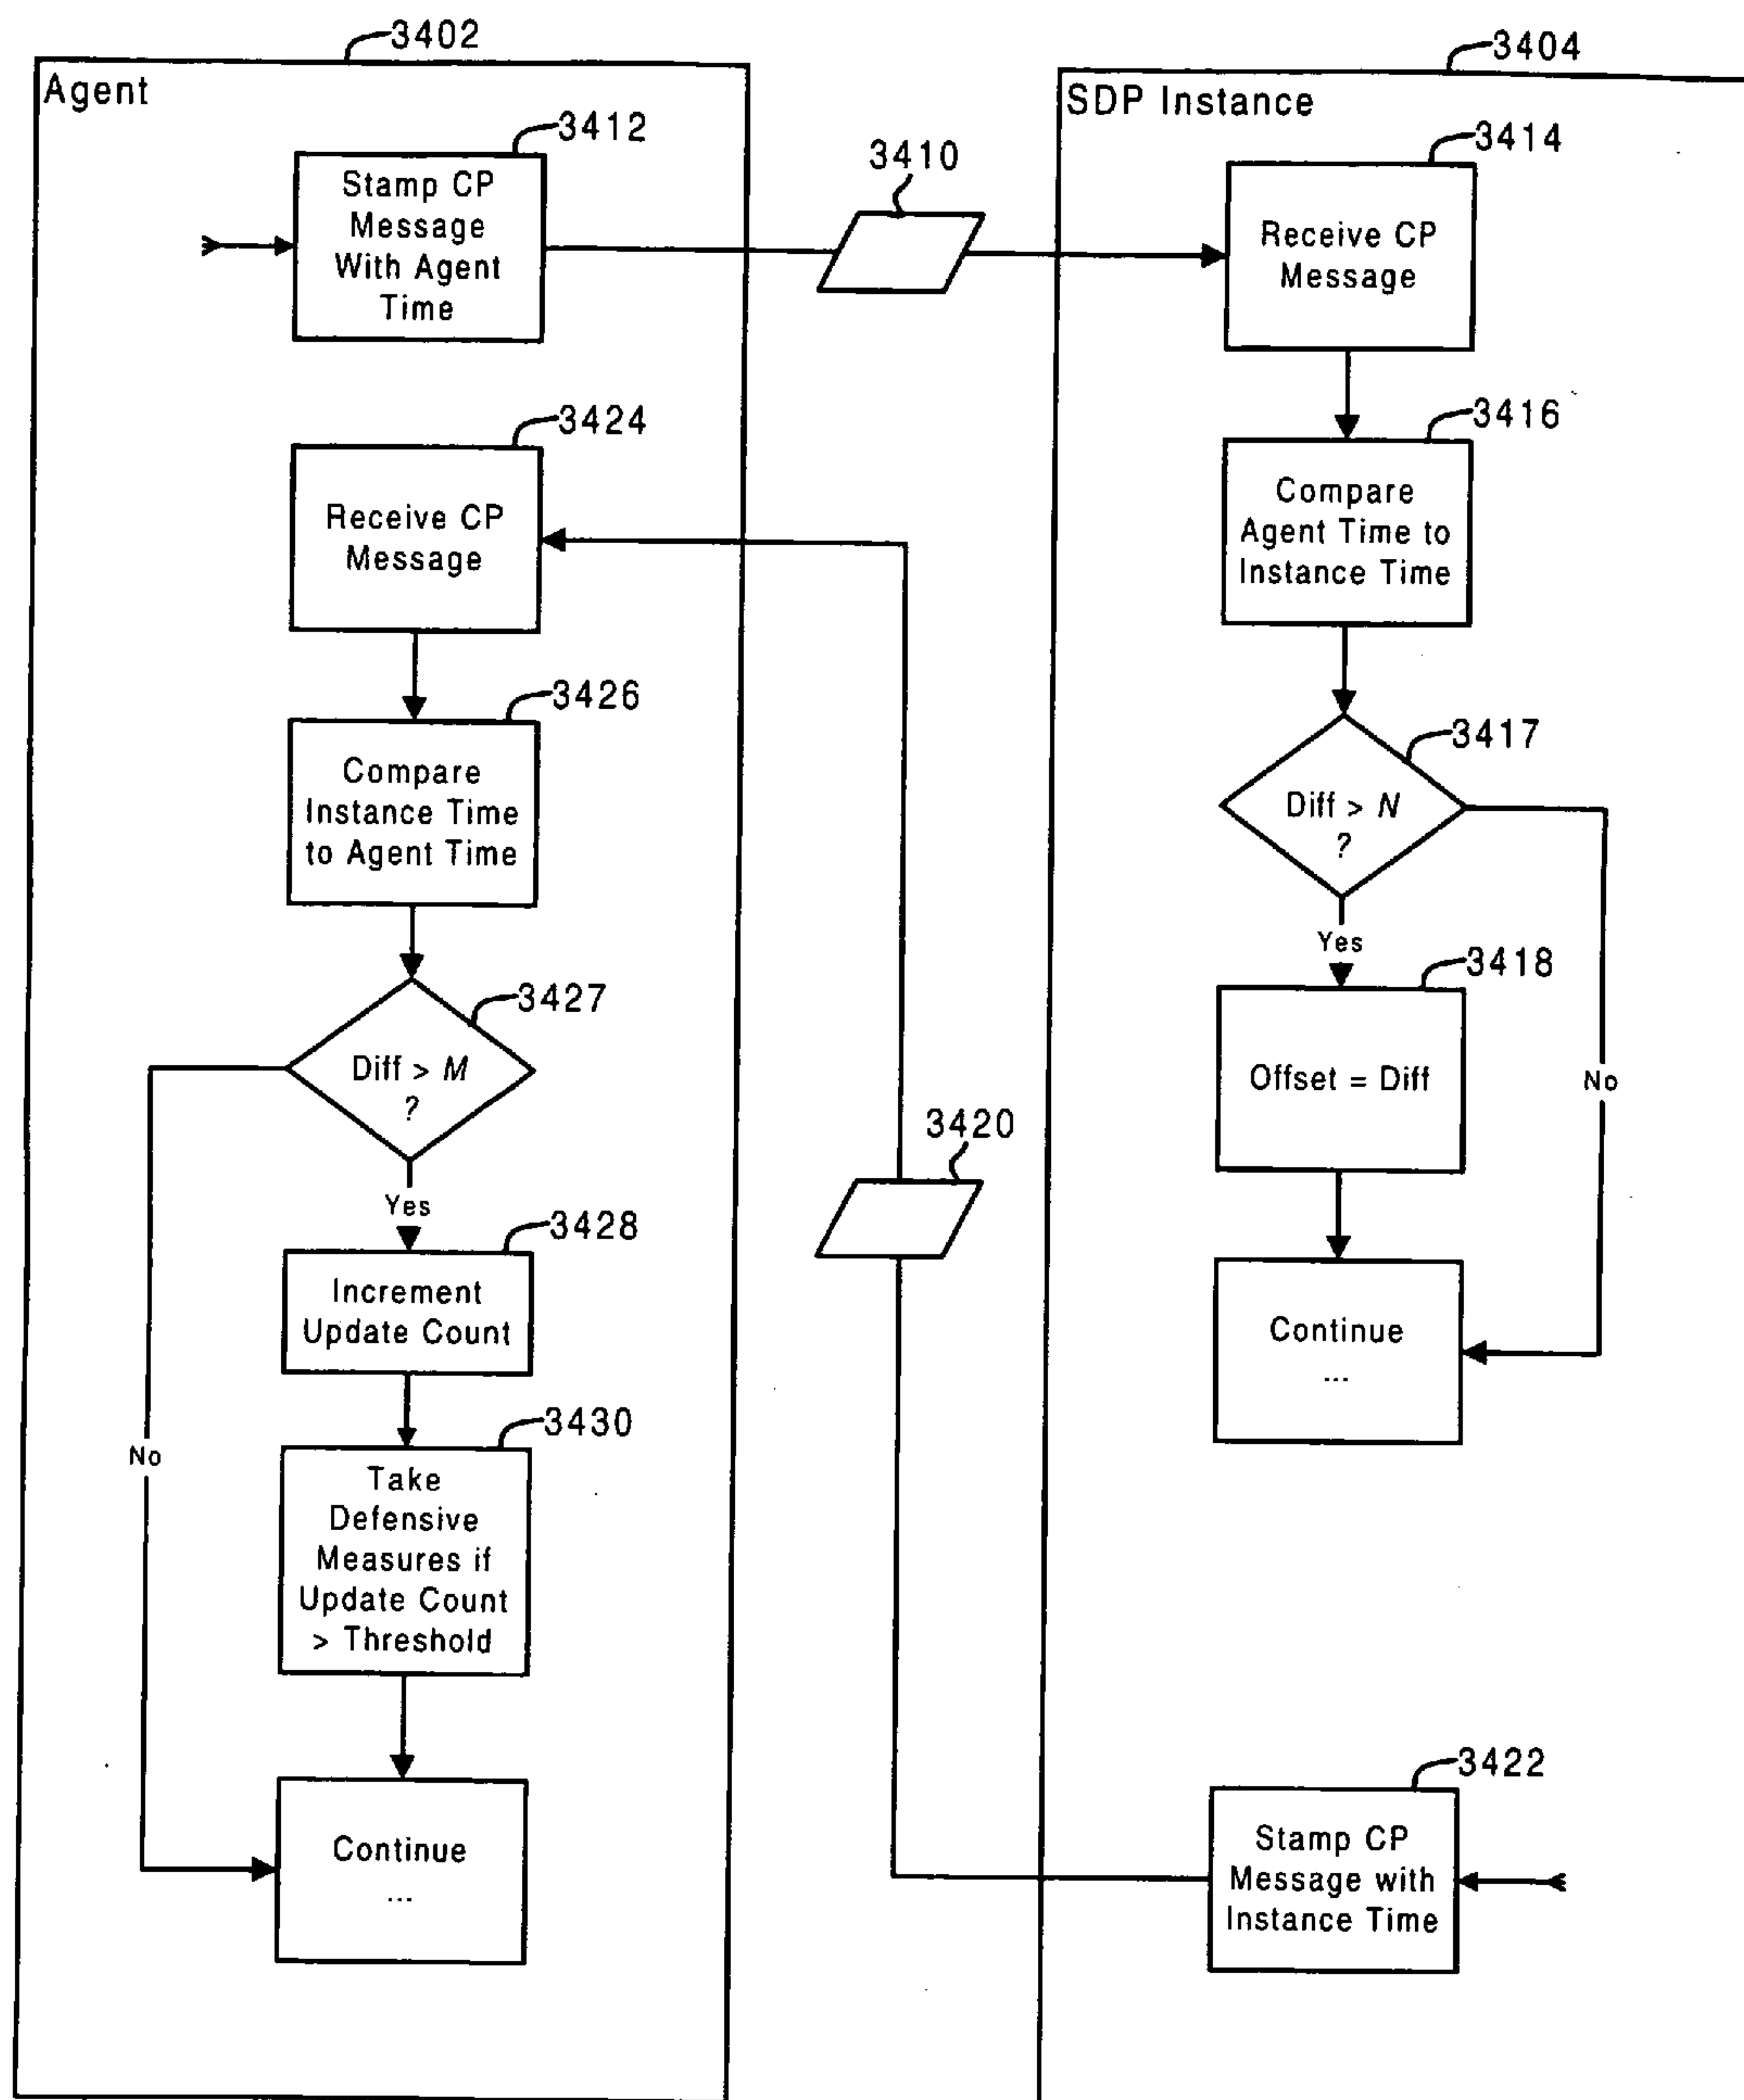 3402
Agent
3412
Stamp CP
Message
With Agent
Time
3410
3404
SDP Instance
3414
Receive CP
Message
3424
Receive CP
Message
3416
Compare
Agent Time to
Instance Time
3426
Compare
Instance Time
to Agent Time
3417
Diff > N
?
Yes
No
3427
Diff > M
?
Yes
No
3418
Offset = Diff
3420
3428
Increment
Update Count
Continue
...
3430
Take
Defensive
Measures if
Update Count
> Threshold
Continue
...
3422
Stamp CP
Message with
Instance Time